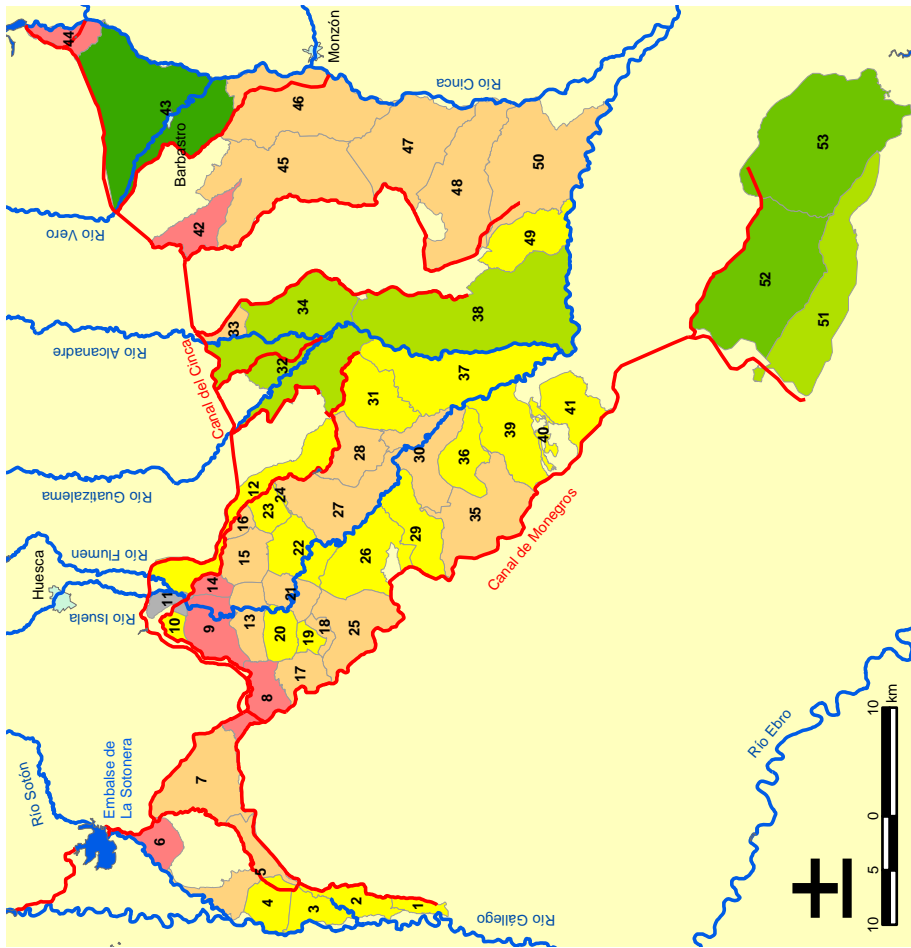 Huesca
Monzón
Barbastro
Río Sotón
Embalse de
La Sotonera
Río Isuela
Río Flumen
Río Guatizalema
Río Alcanadre
Río Vero
Río Cinca
Canal del Cinca
Canal de Monegros
Río Gállego
Río Ebro
1
2
3
4
5
6
7
8
9
10
11
12
13
14
15
16
17
18
19
20
21
22
23
24
25
26
27
28
29
30
31
32
33
34
35
36
37
38
39
40
41
42
43
44
45
46
47
48
49
50
51
52
53
10 5 0 10
km